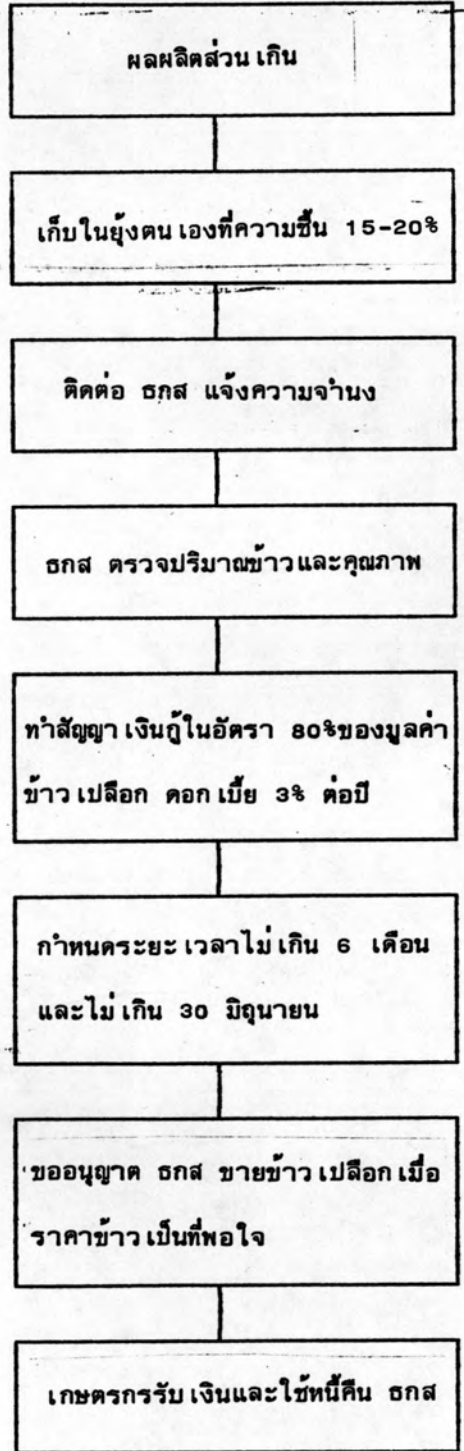 ผลผลิตส่วนเกิน
เก็บในยุ้งตนเองที่ความชื้น 15-20%
ติดต่อ ธกส แจ้งความจำนง
ธกส ตรวจปริมาณข้าวและคุณภาพ
ทำสัญญาเงินกู้ในอัตรา 80%ของมูลค่า
ข้าวเปลือก ดอกเบี้ย 3% ต่อปี
กำหนดระยะเวลาไม่เกิน 6 เดือน
และไม่เกิน 30 มิถุนายน
ขออนุญาต ธกส ขายข้าวเปลือกเมื่อ
ราคาข้าวเป็นที่พอใจ
เกษตรกรรับเงินและใช้หนี้คืน ธกส